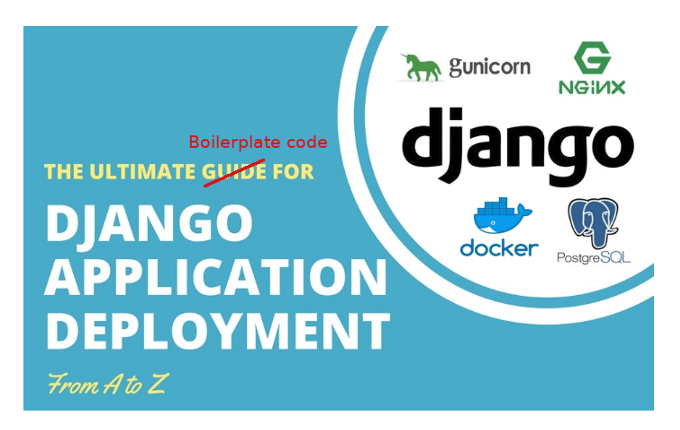 gunicorn
NGINX
django
docker
PostgreSQL
Boilerplate code
THE ULTIMATE GUIDE FOR
DJANGO
APPLICATION
DEPLOYMENT
From A to Z